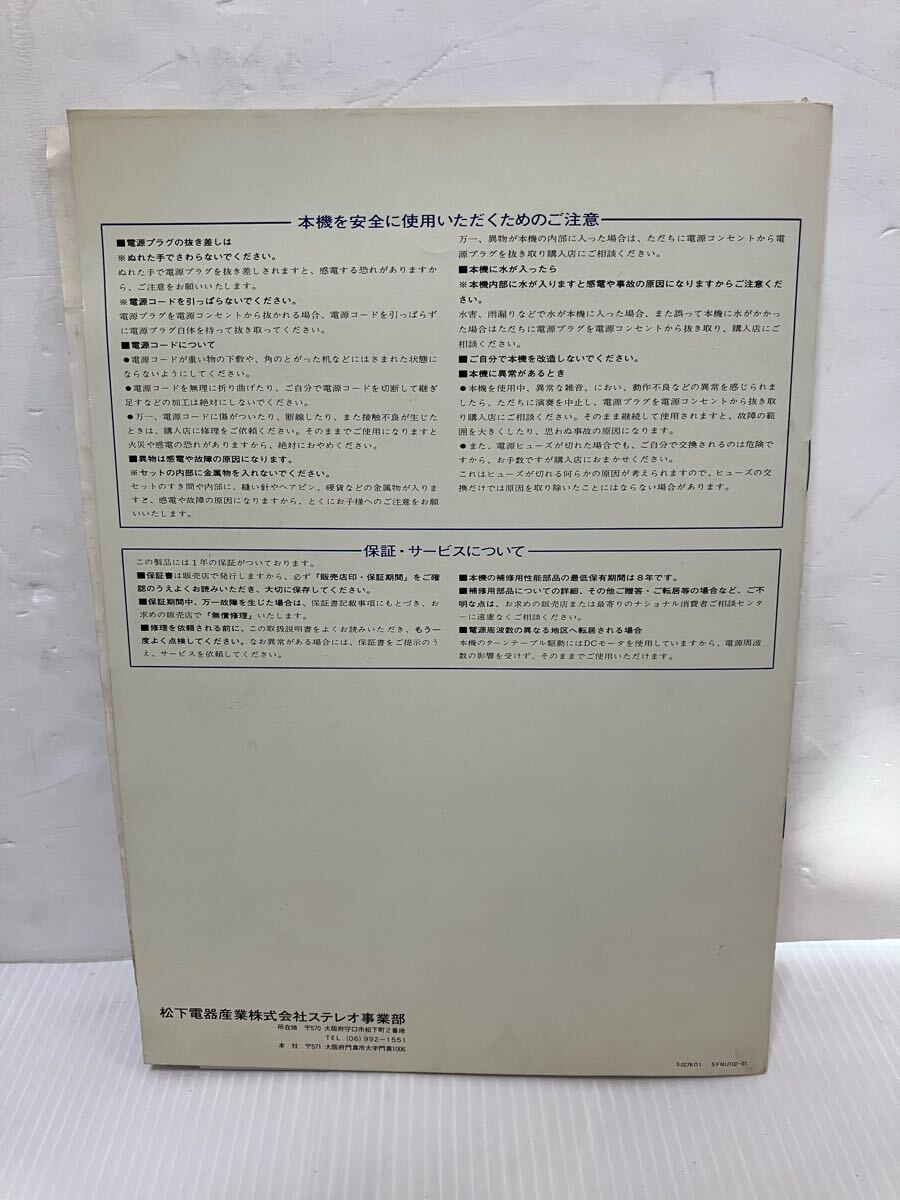 本機を安全に使用いただくためのご注意
■電源プラグの抜き差しは
※ぬれた手でさわらないでください。
ぬれた手で電源プラグを抜き差しされますと、感電する恐れがありますか
ら、ご注意をお願いいたします。
※電源コードを引っぱらないでください。
電源プラグを電源コンセントから抜かれる場合、電源コードを引っぱらず
に電源プラグ自体を持って抜き取ってください。
■電源コードについて
●電源コードが重い物の下敷や、角のとがった机などにはさまれた状態に
ならないようにしてください。
●電源コードを無理に折り曲げたり、ご自分で電源コードを切断して継ぎ
足すなどの加工は絶対にしないでください。
●万一、電源コードに傷がついたり、断線したり、また接触不良が生じた
ときは、購入店に修理をご依頼ください。そのままでご使用になりますと
火災や感電の恐れがありますから、絶対におやめください。
■異物は感電や故障の原因になります。
※セットの内部に金属物を入れないでください。
セットのすき間や内部に、縫い針やヘアピン、硬貨などの金属物が入りま
すと、感電や故障の原因になりますから、とくにお子様へのご注意をお願
いいたします。
万一、異物が本機の内部に入った場合は、ただちに電源コンセントから電
源プラグを抜き取り購入店にご相談ください。
■本機に水が入ったら
※本機内部に水が入りますと感電や事故の原因になりますからご注意くだ
さい。
水害、雨漏りなどで水が本機に入った場合、また誤って本機に水がかかっ
た場合はただちに電源プラグを電源コンセントから抜き取り、購入店にご
相談ください。
■ご自分で本機を改造しないでください。
■本機に異常があるとき
●本機を使用中、異常な雑音、におい、動作不良などの異常を感じられま
したら、ただちに演奏を中止し、電源プラグを電源コンセントから抜き取
り購入店にご相談ください。そのまま継続して使用されますと、故障の範
囲を大きくしたり、思わぬ事故の原因になります。
●また、電源ヒューズが切れた場合でも、ご自分で交換されるのは危険で
すから、お手数ですが購入店におまかせください。
これはヒューズが切れる何らかの原因が考えられますので、ヒューズの交
換だけでは原因を取り除いたことにはならない場合があります。
保証・サービスについて
この製品には1年の保証がついております。
■保証書は販売店で発行しますから、必ず『販売店印・保証期間』をご確
認のうえよくお読みいただき、大切に保存してください。
■保証期間中、万一故障を生じた場合は、保証書記載事項にもとづき、お
求めの販売店で『無償修理』いたします。
■修理を依頼される前に、この取扱説明書をよくお読みいただき、もう一
度よく点検してください。なお異常がある場合には、保証書をご提示のう
え、サービスを依頼してください。
■本機の補修用性能部品の最低保有期間は8年です。
■補修用部品についての詳細、その他ご贈答・ご転居等の場合など、ご不
明な点は、お求めの販売店または最寄りのナショナル消費者ご相談センタ
ーに遠慮なくご相談ください。
■電源周波数の異なる地区へ転居される場合
本機のターンテーブル駆動にはDCモータを使用していますから、電源周波
数の影響を受けず、そのままでご使用いただけます。
松下電器産業株式会社ステレオ事業部
所在地 〒570 大阪府守口市松下町2番地
TEL (06)992-1551
本社 〒571 大阪府門真市大字門真1006
S0276D1 SFNU102-01